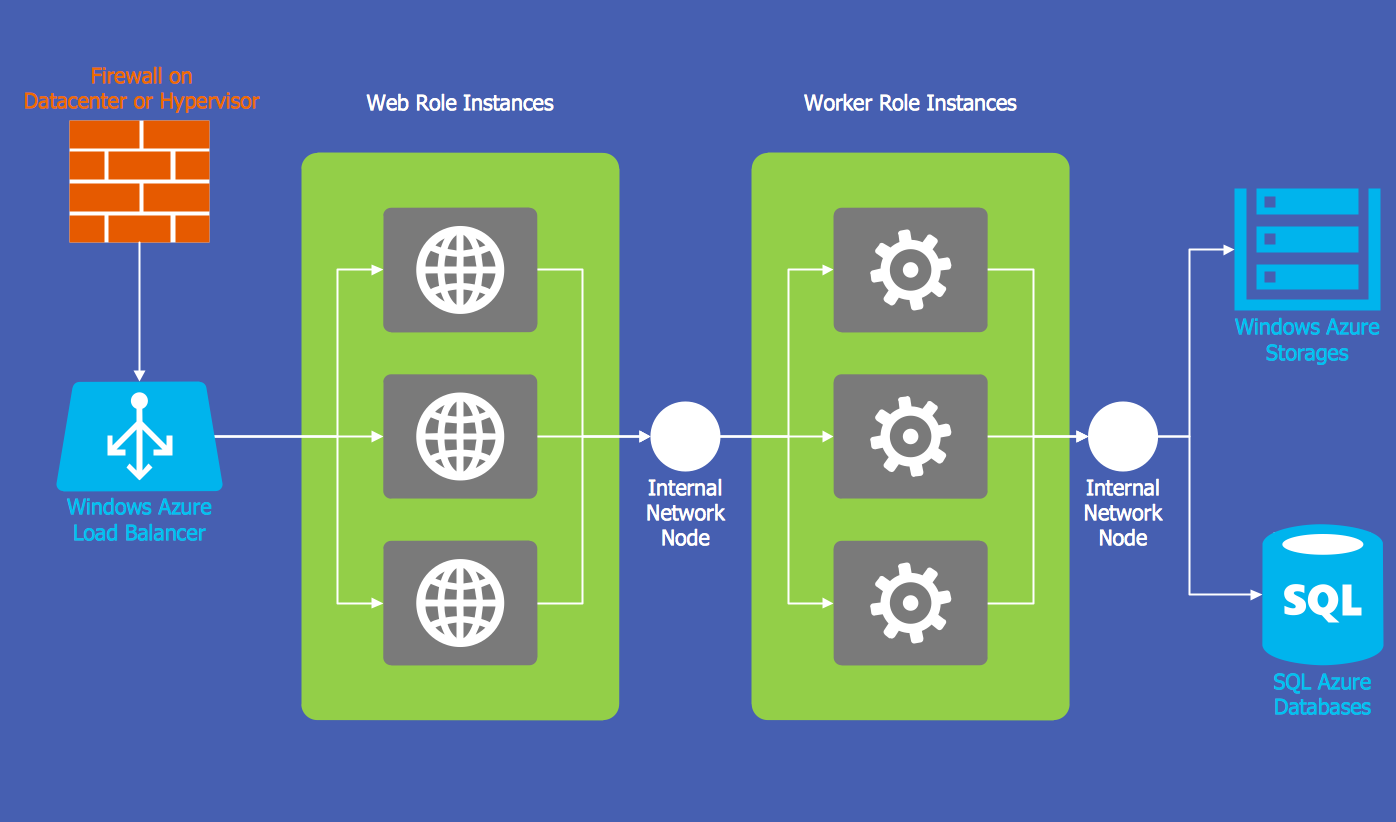 Firewall on
Datacenter or Hypervisor
Web Role Instances
Worker Role Instances
Windows Azure
Storages
Windows Azure
Load Balancer
Internal
Network
Node
Internal
Network
Node
SQL
SQL Azure
Databases